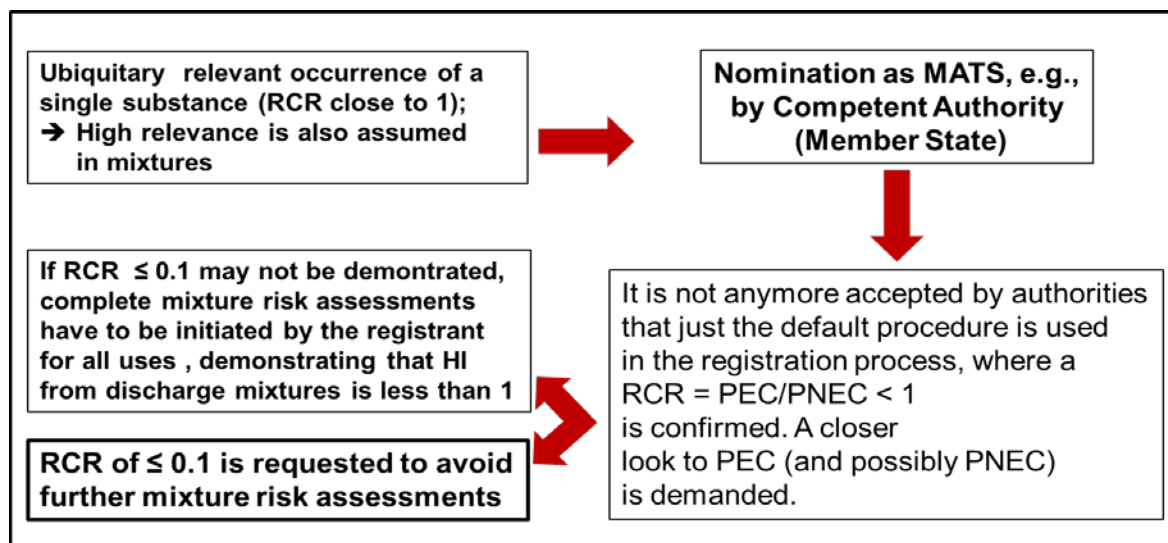 Ubiquitary relevant occurrence of a
single substance (RCR close to 1);
➔ High relevance is also assumed
in mixtures
Nomination as MATS, e.g.,
by Competent Authority
(Member State)
It is not anymore accepted by authorities
that just the default procedure is used
in the registration process, where a
RCR = PEC/PNEC < 1
is confirmed. A closer
look to PEC (and possibly PNEC)
is demanded.
If RCR ≤ 0.1 may not be demontrated,
complete mixture risk assessments
have to be initiated by the registrant
for all uses , demonstrating that HI
from discharge mixtures is less than 1
RCR of ≤ 0.1 is requested to avoid
further mixture risk assessments